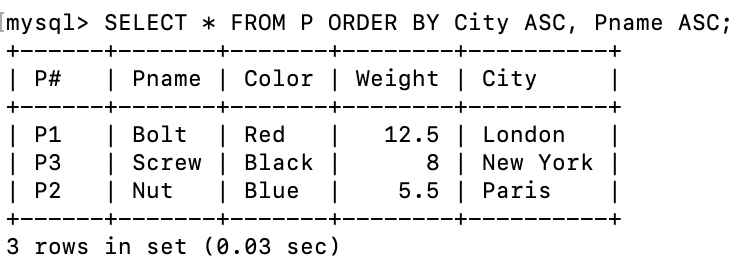 [mysql> SELECT * FROM P ORDER BY City ASC, Pname ASC;
+------+-------+-------+--------+----------+
| P#   | Pname | Color | Weight | City     |
+------+-------+-------+--------+----------+
| P1   | Bolt  | Red   |   12.5 | London   |
| P3   | Screw | Black |      8 | New York |
| P2   | Nut   | Blue  |    5.5 | Paris    |
+------+-------+-------+--------+----------+
3 rows in set (0.03 sec)